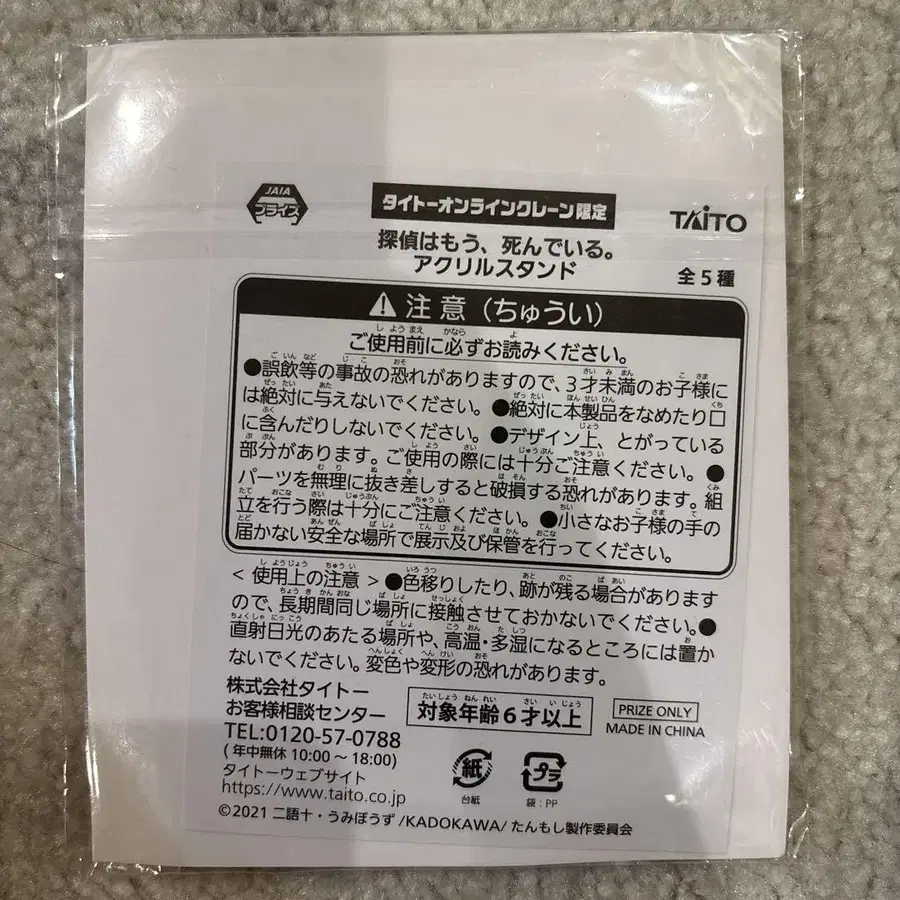 JAIA
プライズ
タイトーオンラインクレーン限定
TAITO
探偵はもう、死んでいる。
アクリルスタンド
全5種
注意（ちゅうい）
ご使用前に必ずお読みください。
●誤飲等の事故の恐れがありますので、3才未満のお子様に
は絶対に与えないでください。●絶対に本製品をなめたり口
に含んだりしないでください。●デザイン上、とがっている
部分があります。ご使用の際には十分ご注意ください。●
パーツを無理に抜き差しすると破損する恐れがあります。組
立を行う際は十分にご注意ください。●小さなお子様の手の
届かない安全な場所で展示及び保管を行ってください。
< 使用上の注意 > ●色移りしたり、跡が残る場合があります
ので、長期間同じ場所に接触させておかないでください。●
直射日光のあたる場所や、高温・多湿になるところには置か
ないでください。変色や変形の恐れがあります。
株式会社タイトー
お客様相談センター
TEL:0120-57-0788
(年中無休 10:00～18:00)
タイトーウェブサイト
https://www.taito.co.jp
対象年齢6才以上
PRIZE ONLY
MADE IN CHINA
紙
台紙
プラ
袋：PP
©2021 二語十・うみぼうず /KADOKAWA/ たんもし製作委員会